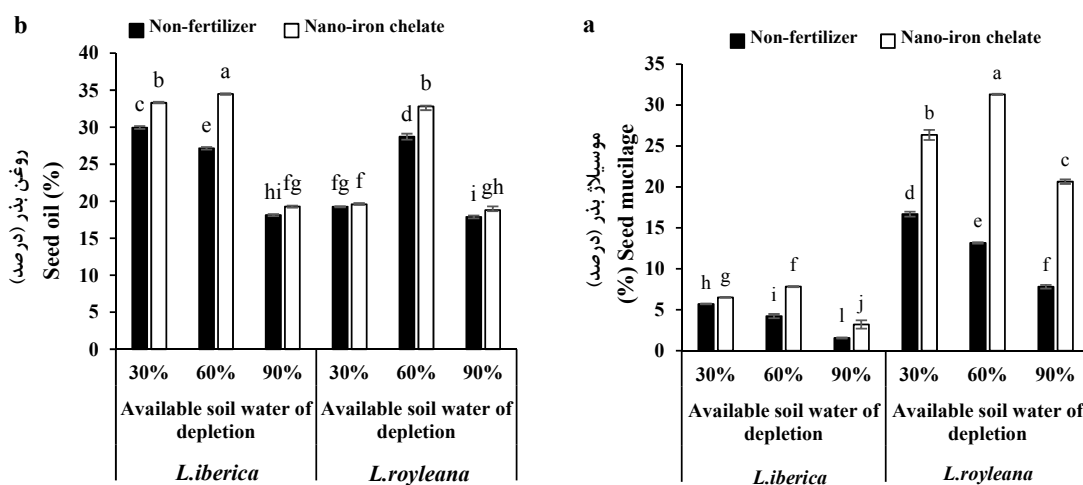 b
Non-fertilizer
Nano-iron chelate
روغن بذر (درصد)
Seed oil (%)
40
35
30
25
20
15
10
5
0
c b e a hi fg fg f d b i gh
30% 60% 90% 30% 60% 90%
Available soil water of depletion
Available soil water of depletion
L.iberica L.royleana
a
Non-fertilizer
Nano-iron chelate
موسیلاژ بذر (درصد)
(%) Seed mucilage
35
30
25
20
15
10
5
0
h g i f l j d b e a f c
30% 60% 90% 30% 60% 90%
Available soil water of depletion
Available soil water of depletion
L.iberica L.royleana